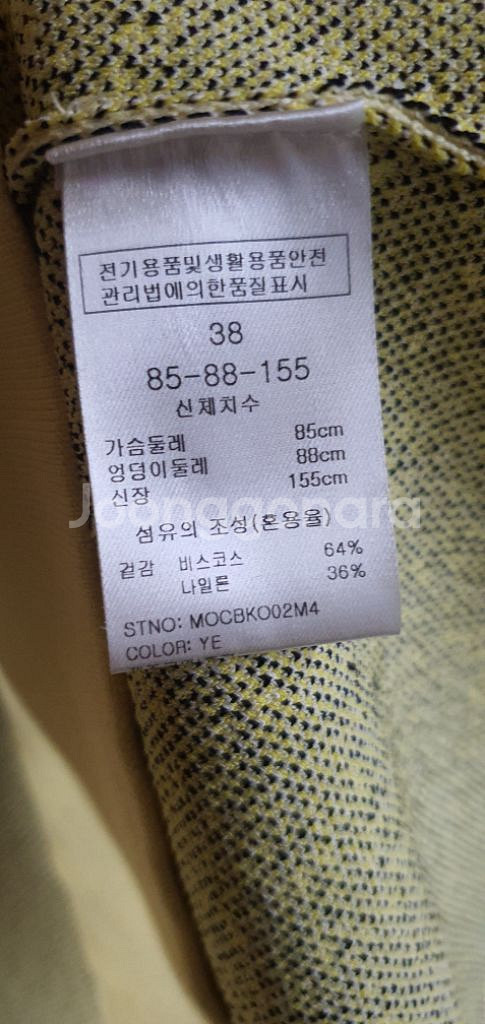 전기용품및생활용품안전
관리법에의한품질표시
38
85-88-155
신체치수
가슴둘레 85cm
엉덩이둘레 88cm
신장 155cm
Joonggonara
섬유의 조성(혼용율)
겉감 비스코스 64%
나일론 36%
STNO: MOCBKO02M4
COLOR: YE